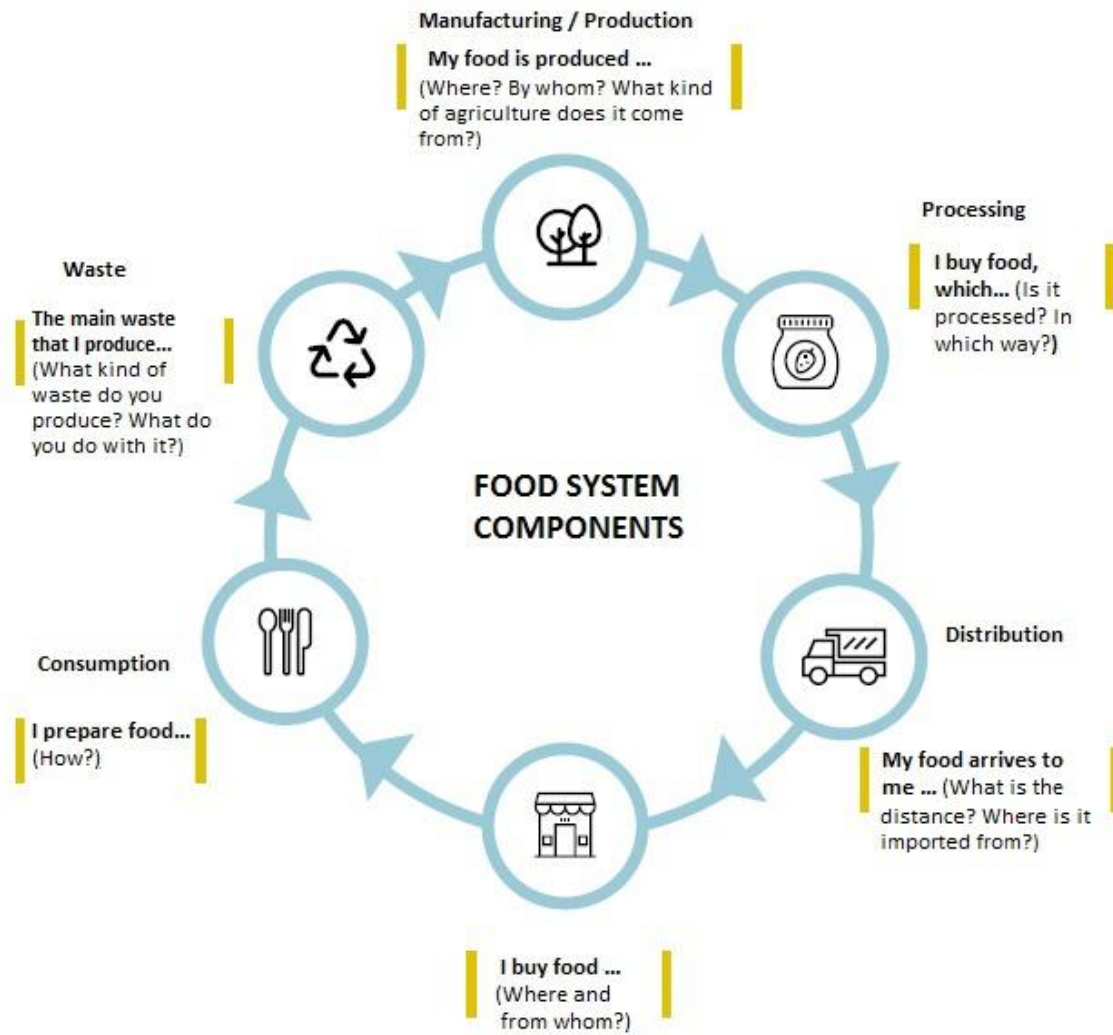 Manufacturing / Production
My food is produced ...
(Where? By whom? What kind
of agriculture does it come
from?)
Processing
I buy food,
which... (Is it
processed? In
which way?)
Waste
The main waste
that I produce...
(What kind of
waste do you
produce? What do
you do with it?)
FOOD SYSTEM
COMPONENTS
Distribution
My food arrives to
me ... (What is the
distance? Where is it
imported from?)
Consumption
I prepare food...
(How?)
I buy food ...
(Where and
from whom?)